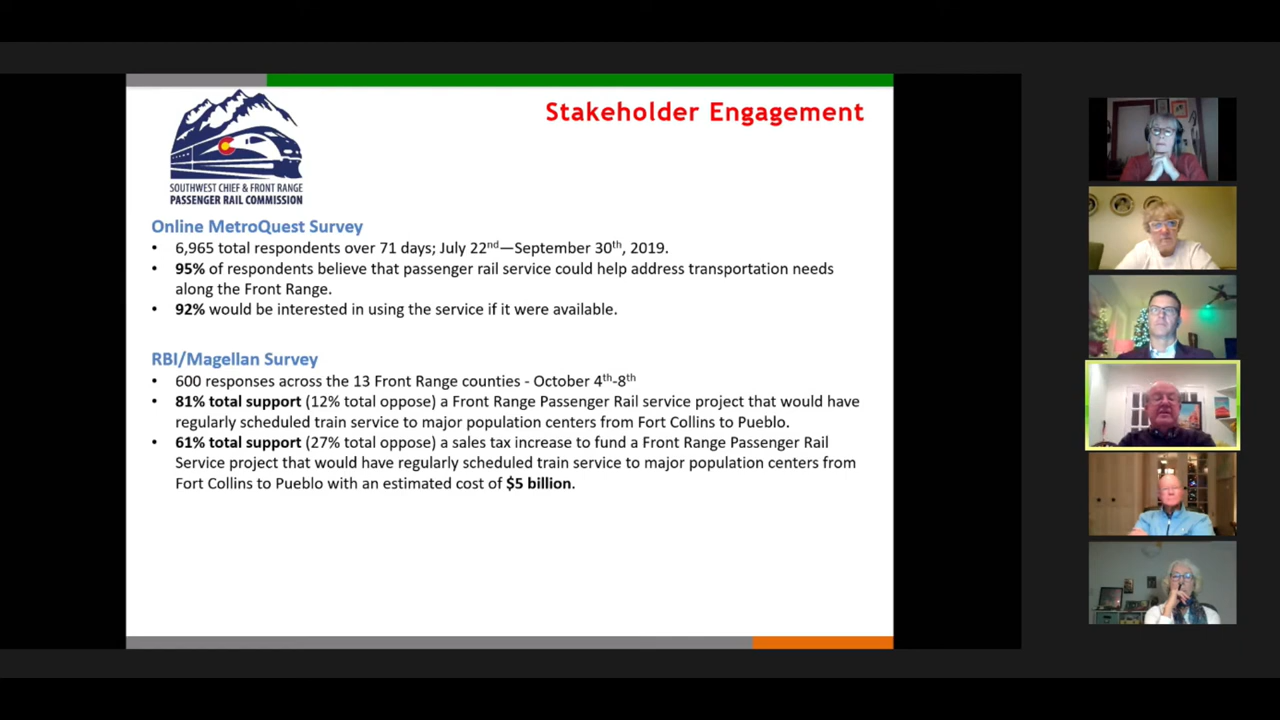 Stakeholder Engagement
SOUTHWEST CHIEF & FRONT RANGE
PASSENGER RAIL COMMISSION
Online MetroQuest Survey
• 6,965 total respondents over 71 days; July 22nd—September 30th, 2019.
• 95% of respondents believe that passenger rail service could help address transportation needs
along the Front Range.
• 92% would be interested in using the service if it were available.
RBI/Magellan Survey
• 600 responses across the 13 Front Range counties - October 4th-8th
• 81% total support (12% total oppose) a Front Range Passenger Rail service project that would have
regularly scheduled train service to major population centers from Fort Collins to Pueblo.
• 61% total support (27% total oppose) a sales tax increase to fund a Front Range Passenger Rail
Service project that would have regularly scheduled train service to major population centers from
Fort Collins to Pueblo with an estimated cost of $5 billion.